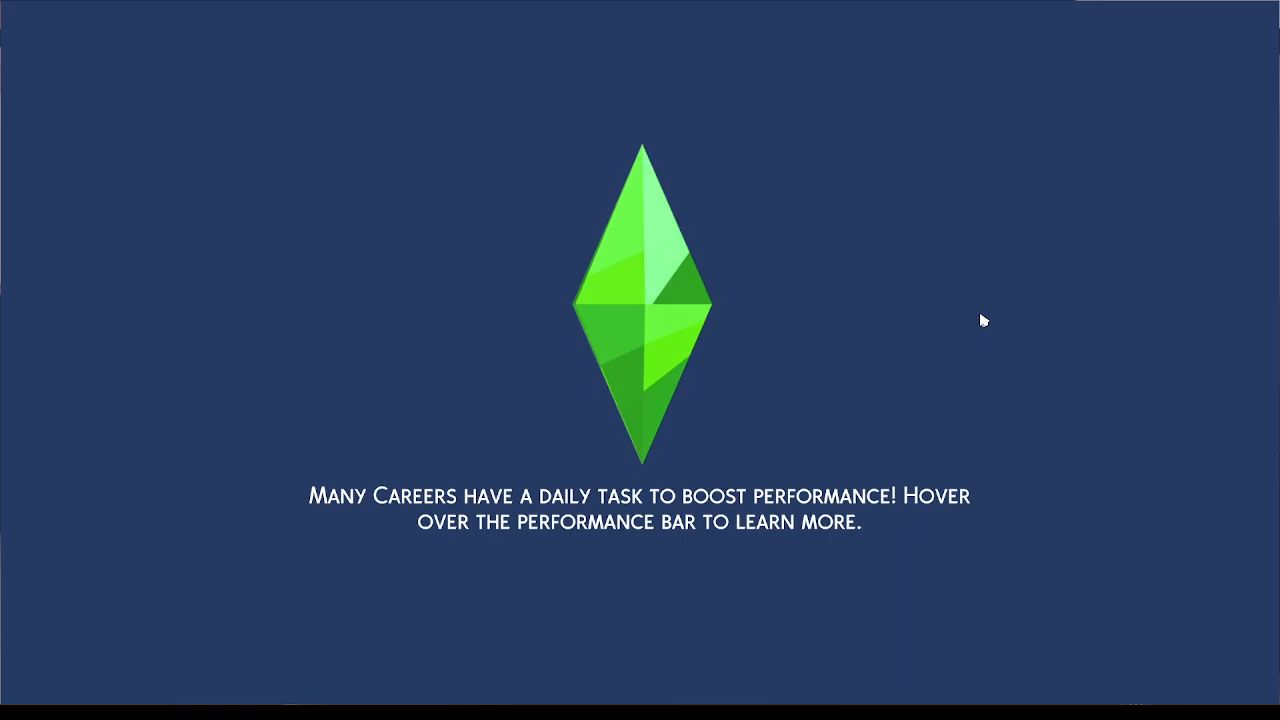 Many Careers have a daily task to boost performance! Hover
over the performance bar to learn more.